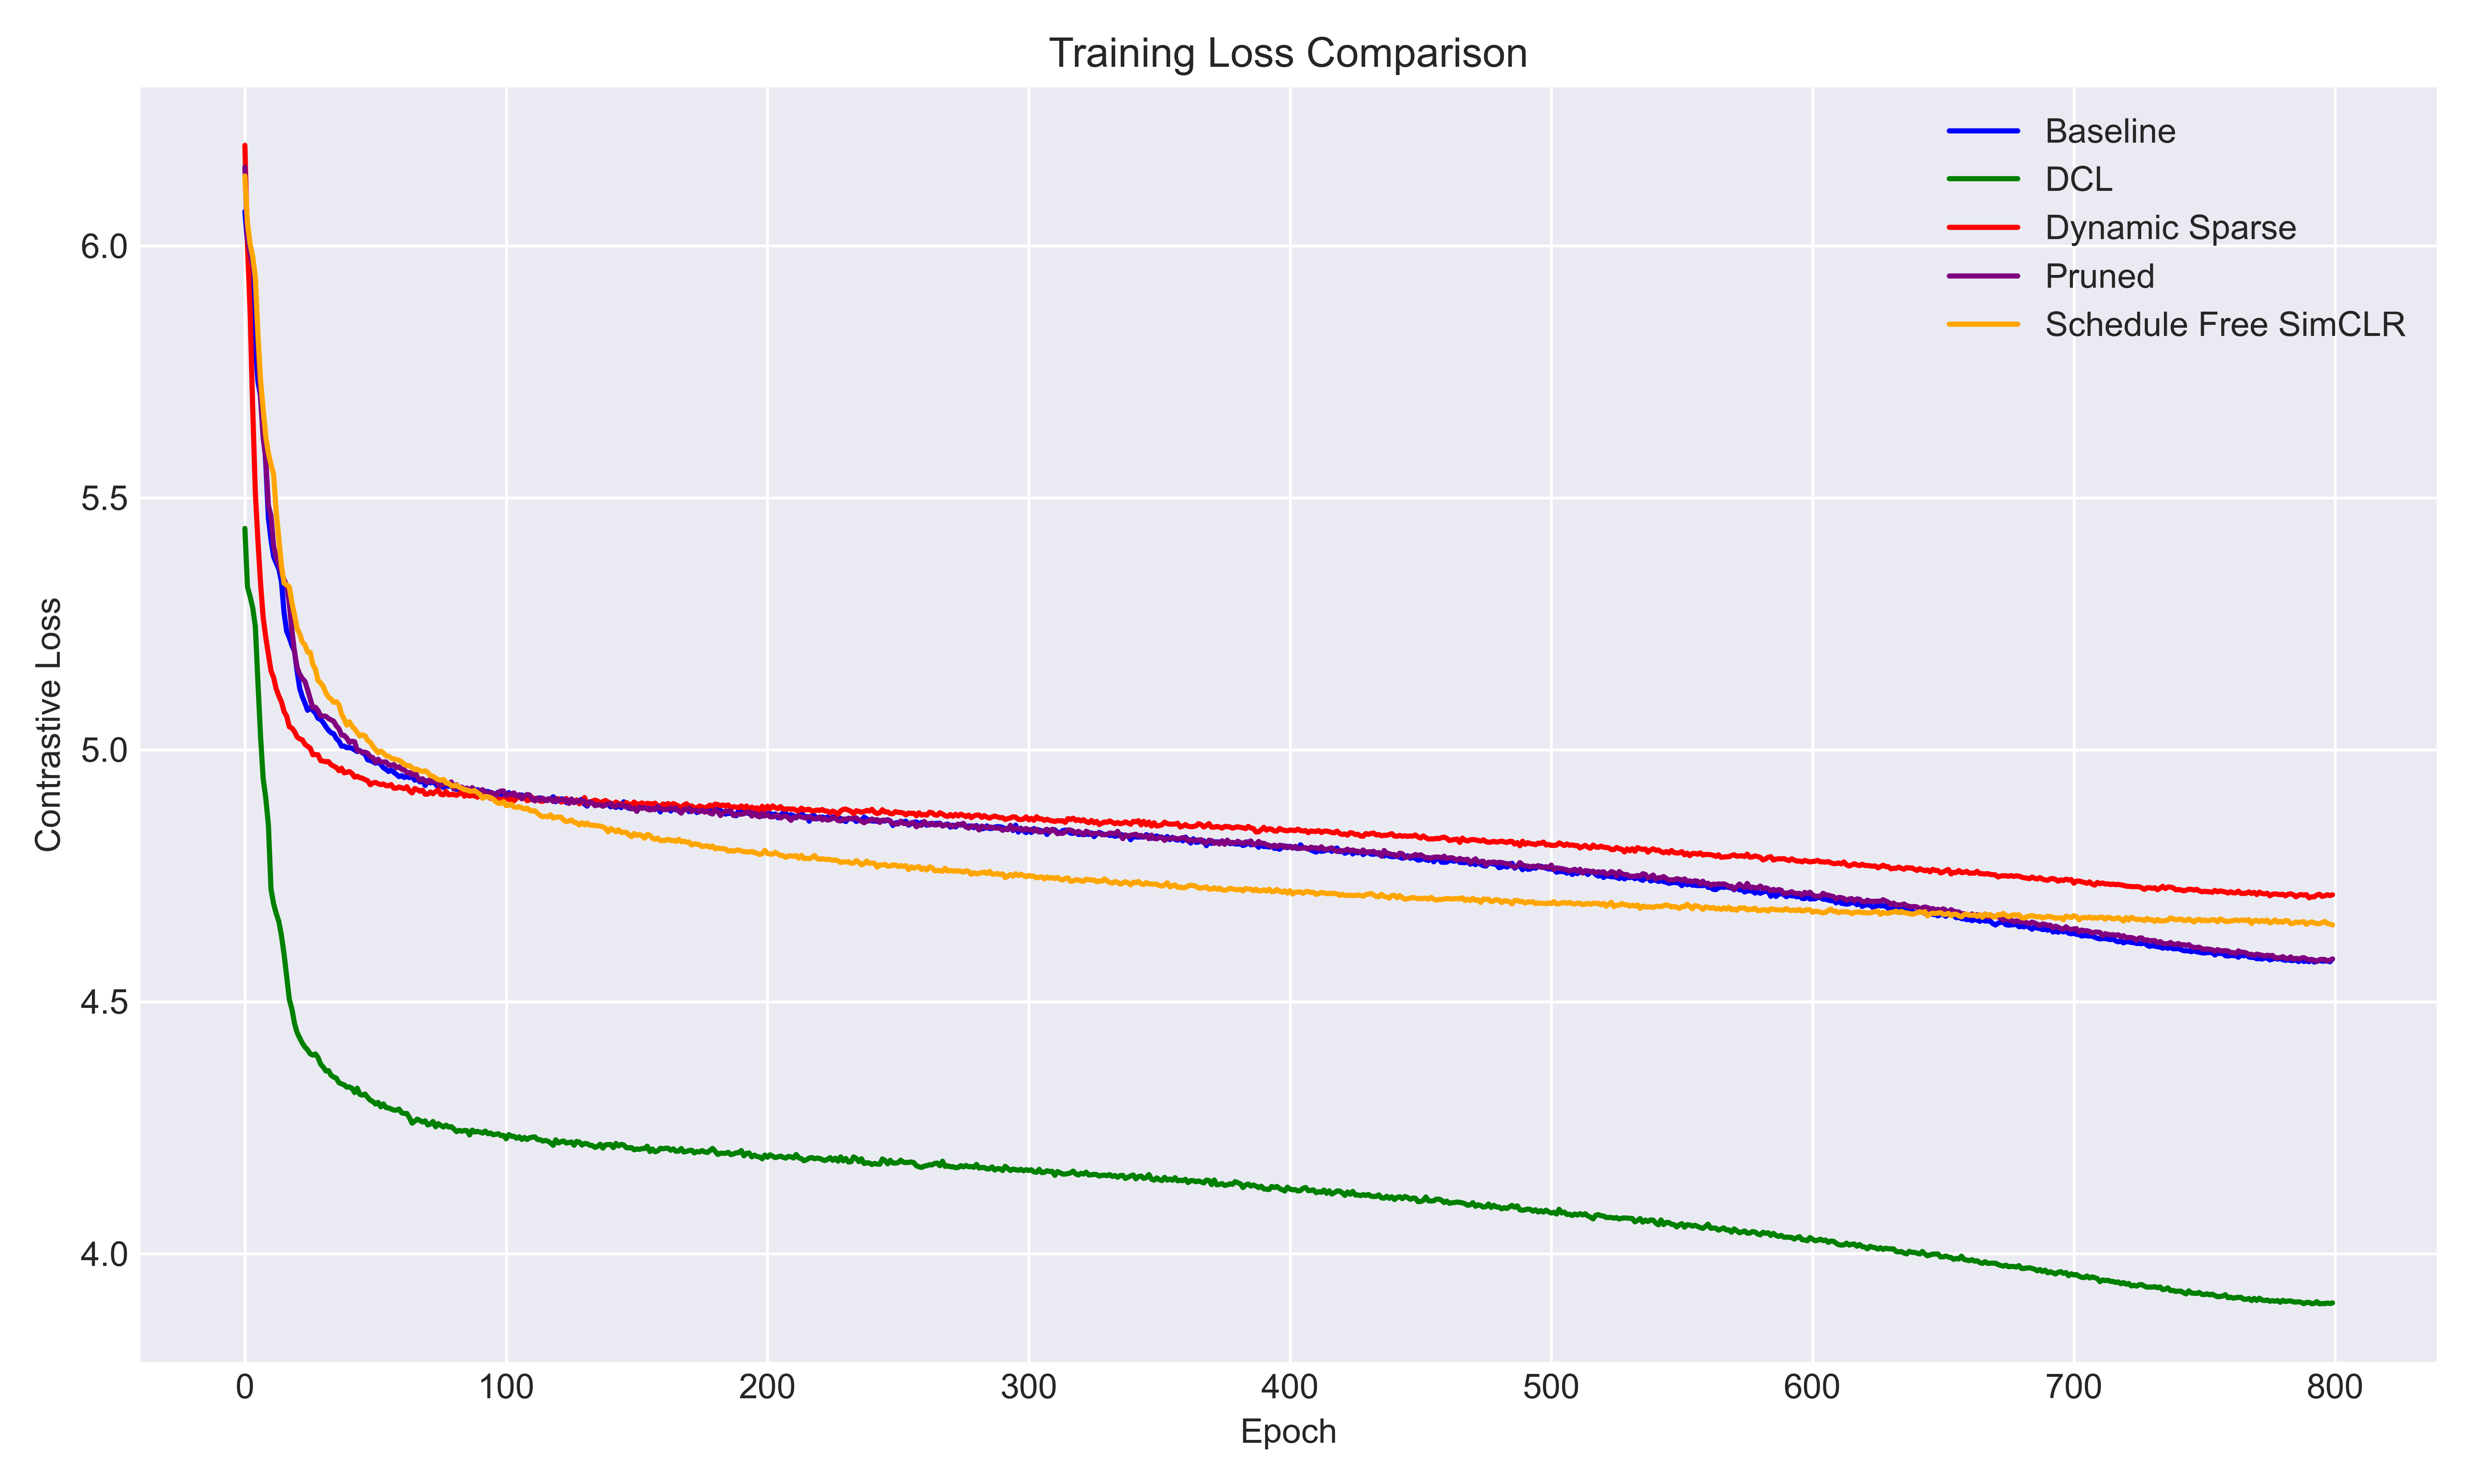 Training Loss Comparison
Baseline
DCL
Dynamic Sparse
Pruned
Schedule Free SimCLR
Contrastive Loss
6.0
5.5
5.0
4.5
4.0
0 100 200 300 400 500 600 700 800
Epoch